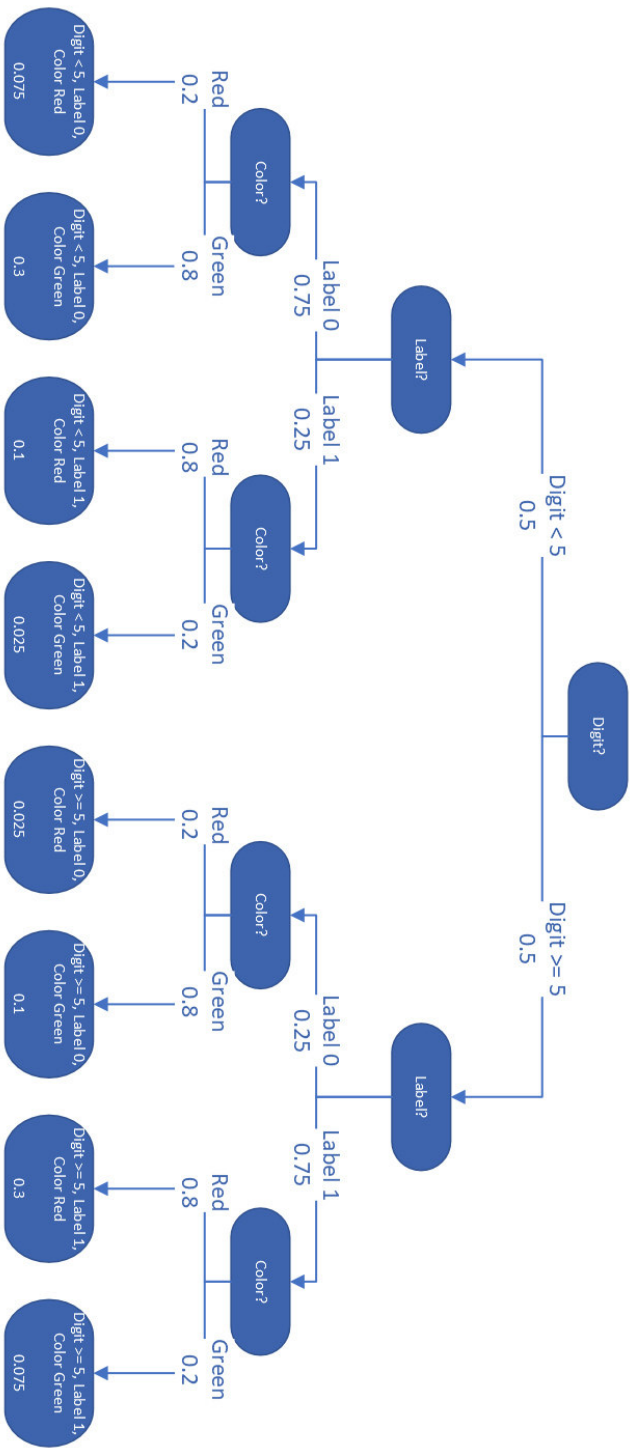 Digit?
Digit < 5
0.5
Digit >= 5
0.5
Label?
Label?
Label 0
0.75
Label 1
0.25
Label 0
0.25
Label 1
0.75
Color?
Color?
Color?
Color?
Red
0.2
Green
0.8
Red
0.8
Green
0.2
Red
0.2
Green
0.8
Red
0.8
Green
0.2
Digit < 5, Label 0,
Color Red
0.075
Digit < 5, Label 0,
Color Green
0.3
Digit < 5, Label 1,
Color Red
0.1
Digit < 5, Label 1,
Color Green
0.025
Digit >= 5, Label 0,
Color Red
0.025
Digit >= 5, Label 0,
Color Green
0.1
Digit >= 5, Label 1,
Color Red
0.3
Digit >= 5, Label 1,
Color Green
0.075